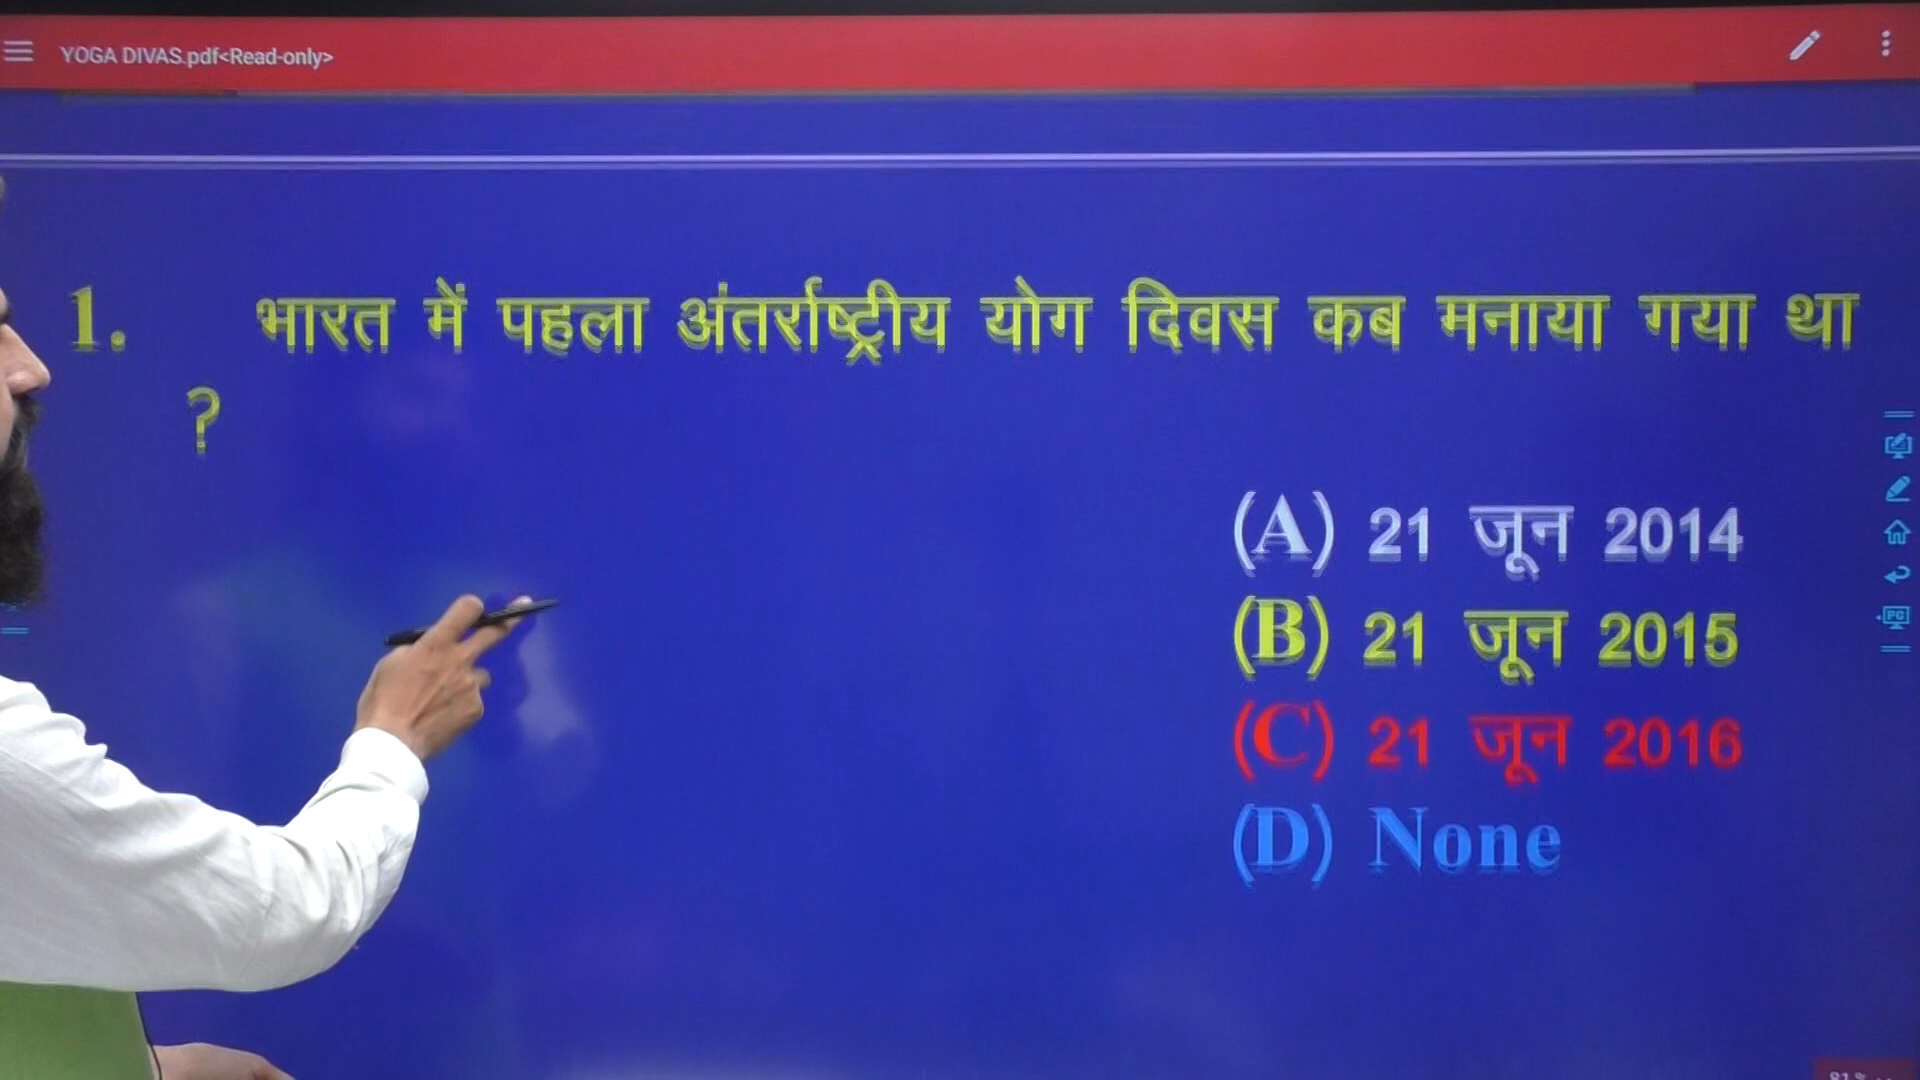 YOGA DIVAS.pdf<Read-only>
1. भारत में पहला अंतर्राष्ट्रीय योग दिवस कब मनाया गया था
?
(A) 21 जून 2014
(B) 21 जून 2015
(C) 21 जून 2016
(D) None
PC